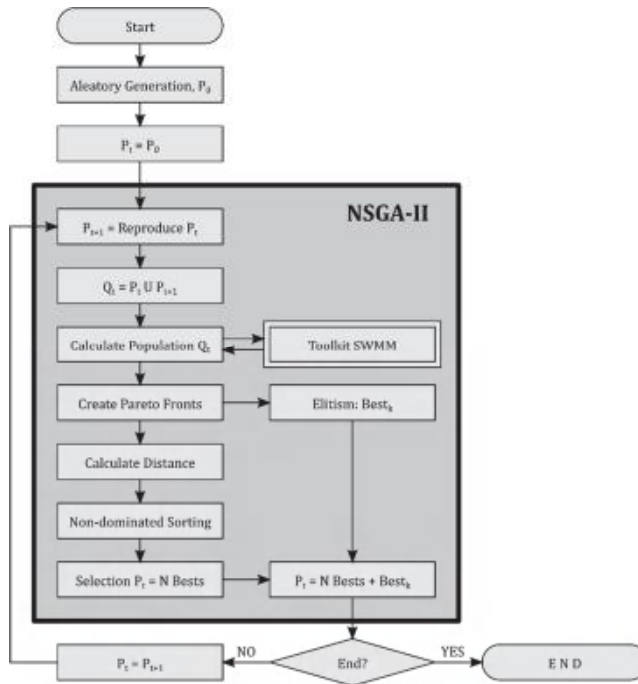 Start
Aleatory Generation, P₀
Pₜ = P₀
NSGA-II
Pₜ₊₁ = Reproduce Pₜ
Qₜ = Pₜ U Pₜ₊₁
Calculate Population Qₜ
Toolkit SWMM
Create Pareto Fronts
Elitism: Bestₖ
Calculate Distance
Non-dominated Sorting
Selection Pₜ = N Bests
Pₜ = N Bests + Bestₖ
Pₜ = Pₜ₊₁
NO
End?
YES
E N D